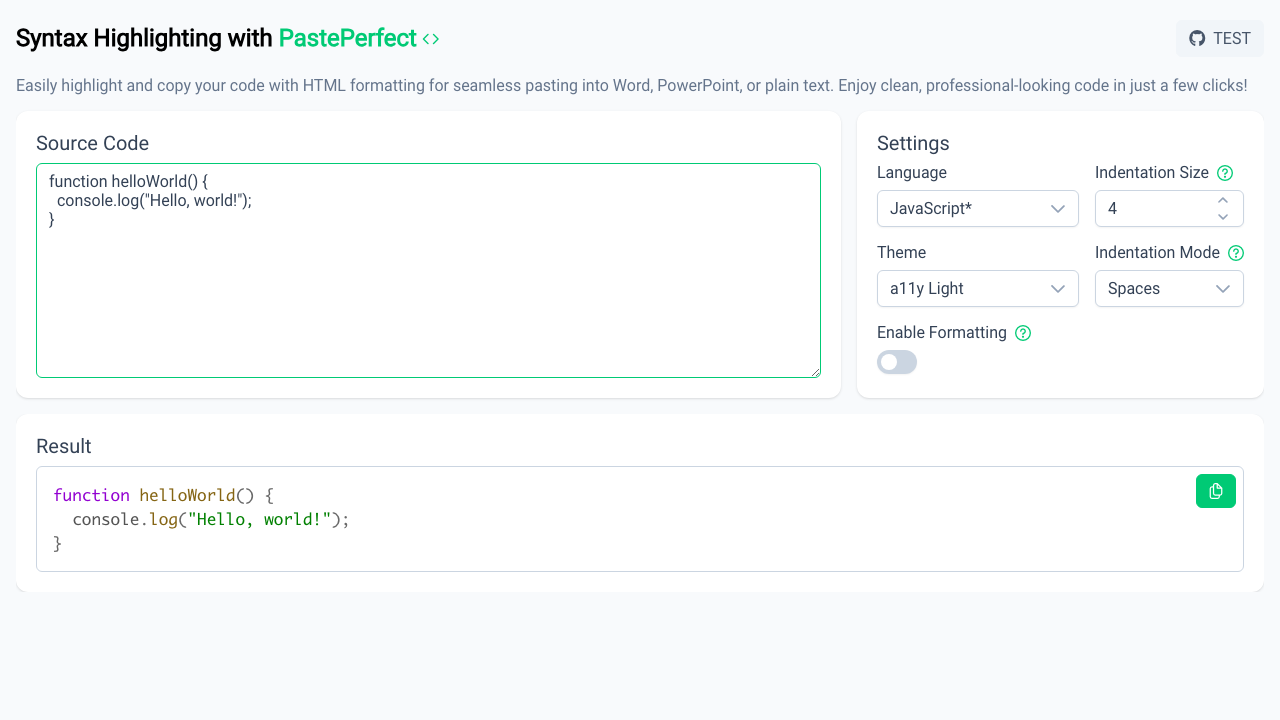 Syntax Highlighting with PastePerfect <>
TEST
Easily highlight and copy your code with HTML formatting for seamless pasting into Word, PowerPoint, or plain text. Enjoy clean, professional-looking code in just a few clicks!
Source Code
function helloWorld() {
  console.log("Hello, world!");
}
Settings
Language
Indentation Size ?
JavaScript*
4
Theme
Indentation Mode ?
a11y Light
Spaces
Enable Formatting ?
Result
function helloWorld() {
  console.log("Hello, world!");
}